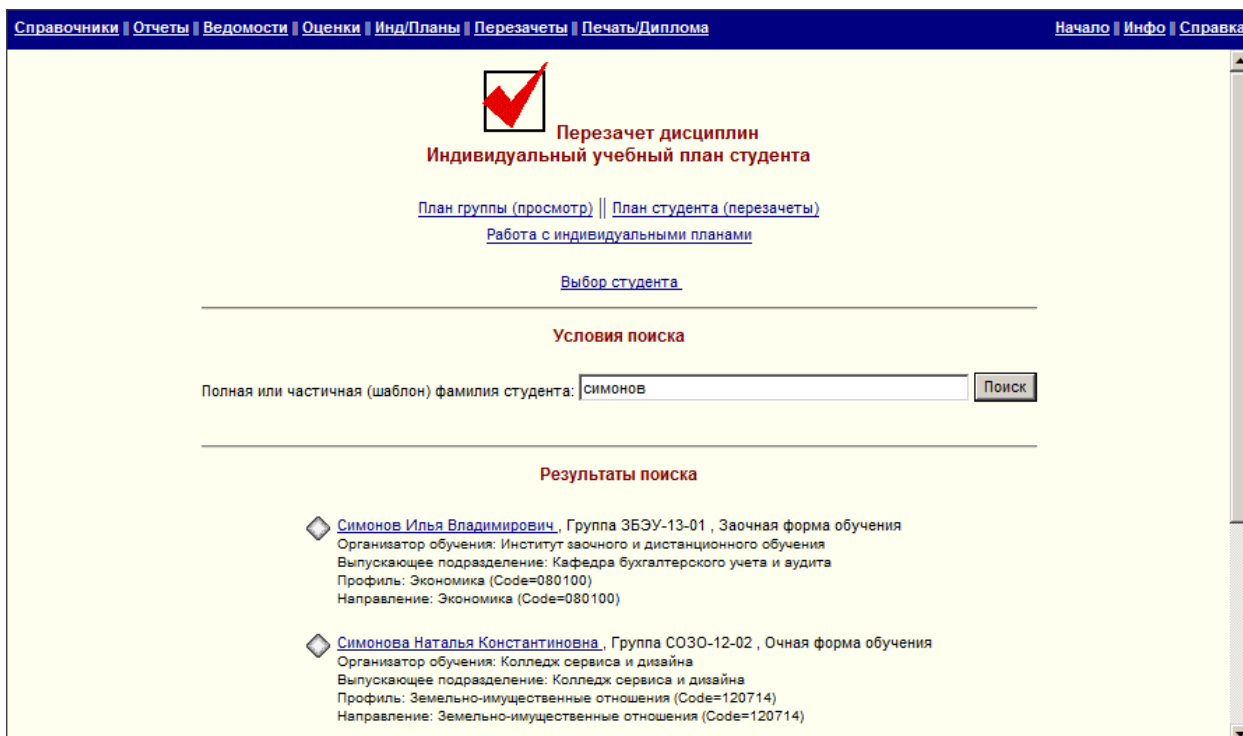 Справочники || Отчеты || Ведомости || Оценки || Инд/Планы || Перезачеты || Печать/Диплома Начало || Инфо || Справка
Перезачет дисциплин
Индивидуальный учебный план студента
План группы (просмотр) || План студента (перезачеты)
Работа с индивидуальными планами
Выбор студента
Условия поиска
Полная или частичная (шаблон) фамилия студента: симонов Поиск
Результаты поиска
Симонов Илья Владимирович , Группа ЗБЭУ-13-01 , Заочная форма обучения
Организатор обучения: Институт заочного и дистанционного обучения
Выпускающее подразделение: Кафедра бухгалтерского учета и аудита
Профиль: Экономика (Code=080100)
Направление: Экономика (Code=080100)
Симонова Наталья Константиновна , Группа СОЗО-12-02 , Очная форма обучения
Организатор обучения: Колледж сервиса и дизайна
Выпускающее подразделение: Колледж сервиса и дизайна
Профиль: Земельно-имущественные отношения (Code=120714)
Направление: Земельно-имущественные отношения (Code=120714)